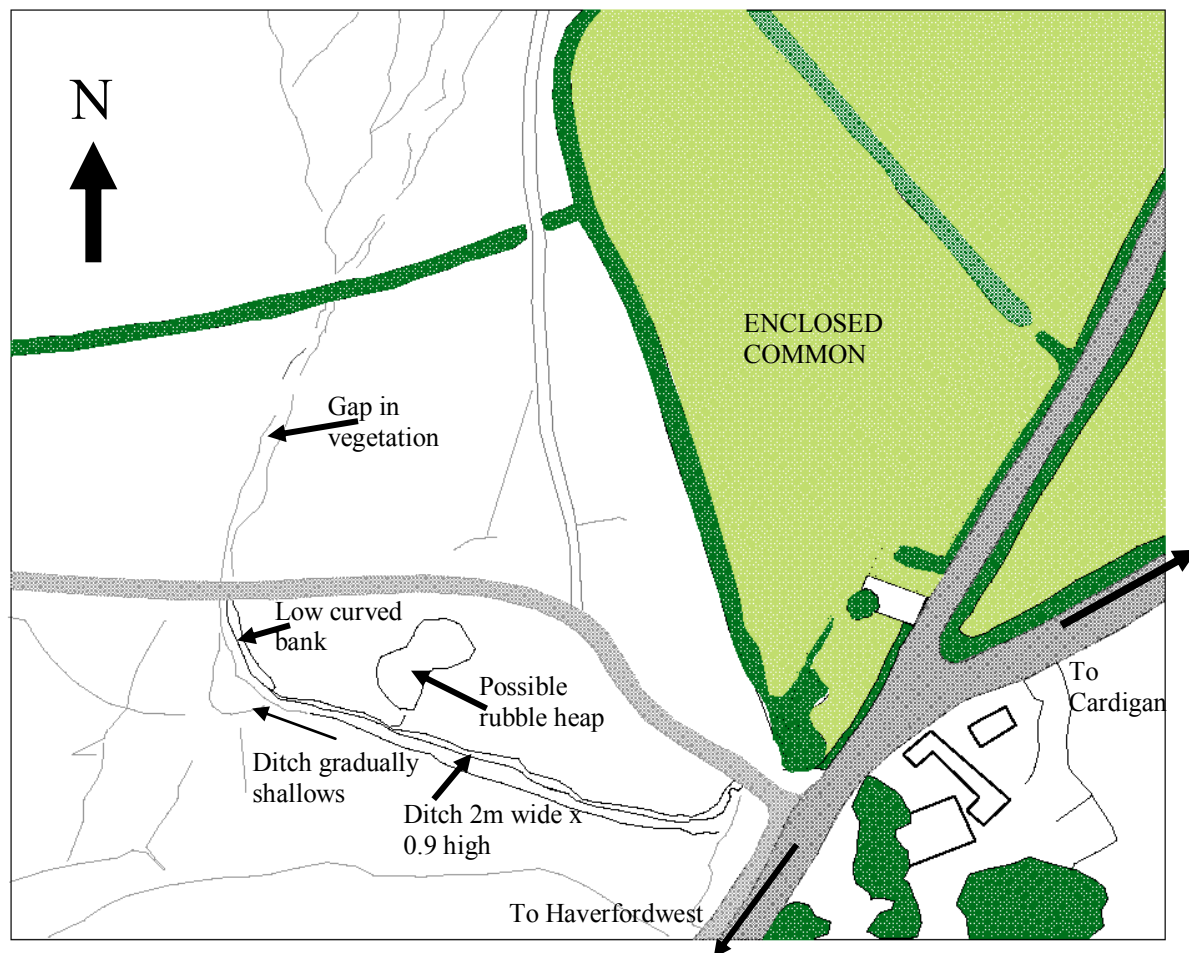 N
ENCLOSED
COMMON
Gap in
vegetation
Low curved
bank
Possible
rubble heap
To
Cardigan
Ditch gradually
shallows
Ditch 2m wide x
0.9 high
To Haverfordwest